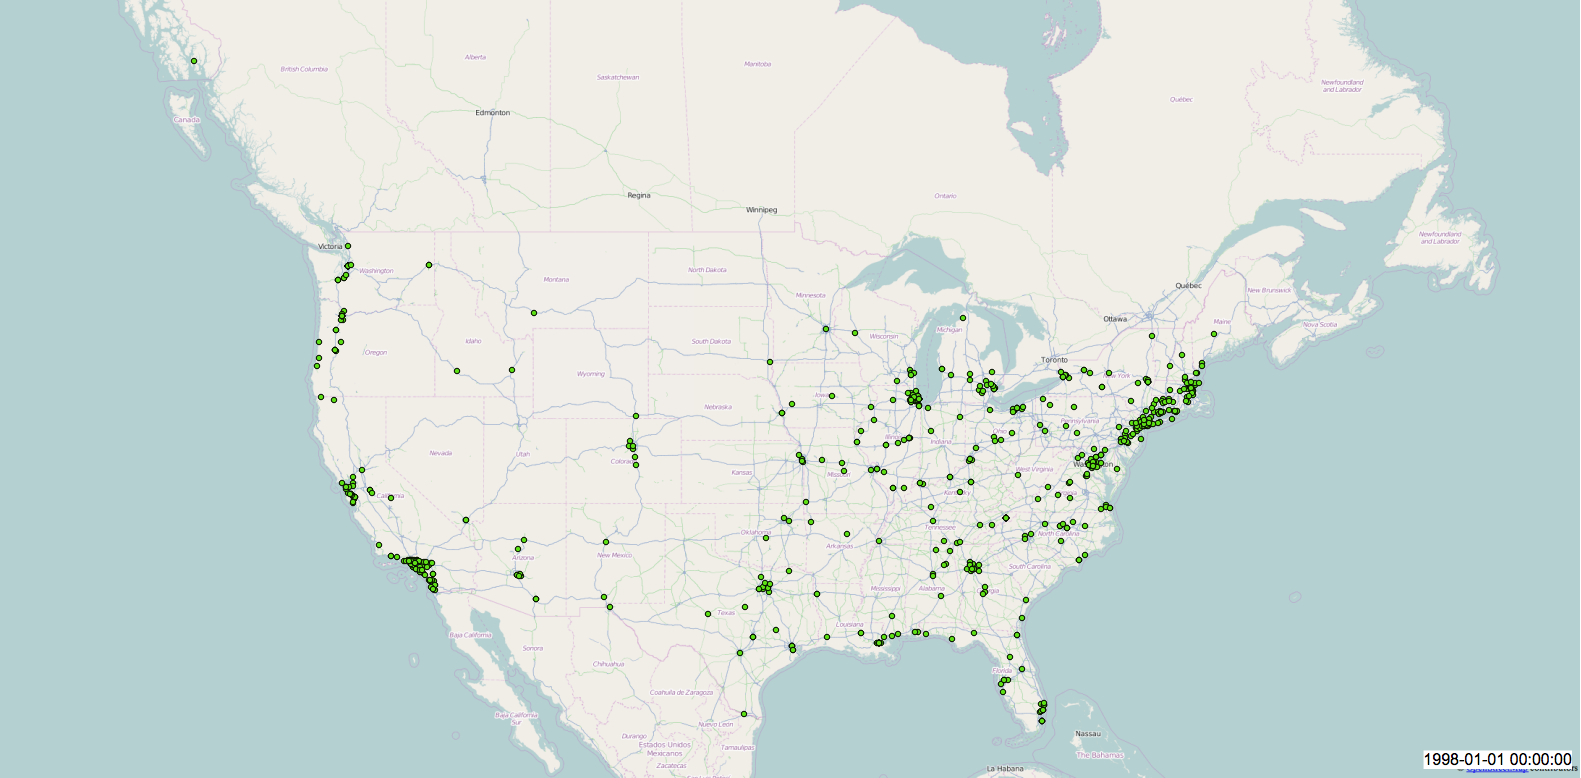 Alberta
British Columbia
Saskatchewan
Manitoba
Newfoundland
and Labrador
Québec
Canada
Edmonton
Regina
Ontario
Winnipeg
Victoria
Newfoundland
and Labrador
Washington
North Dakota
Montana
Québec
New Brunswick
Minnesota
Ottawa
Maine
Nova Scotia
Michigan
Wisconsin
South Dakota
Idaho
Oregon
Toronto
New York
Wyoming
Iowa
Nebraska
Pennsylvania
Ohio
Illinois
Indiana
Nevada
Utah
Colorado
Kansas
Missouri
West Virginia
Washington
California
Kentucky
Tennessee
Oklahoma
North Carolina
Arkansas
New Mexico
Arizona
South Carolina
Mississippi
Alabama
Georgia
Texas
Louisiana
Baja California
Sonora
Chihuahua
Florida
Coahuila de Zaragoza
Baja California
Sur
Nuevo León
Durango
Estados Unidos
Mexicanos
Tamaulipas
Zacatecas
San Luis Potosí
Nassau
The Bahamas
La Habana
1998-01-01 00:00:00
© OpenStreetMap contributors